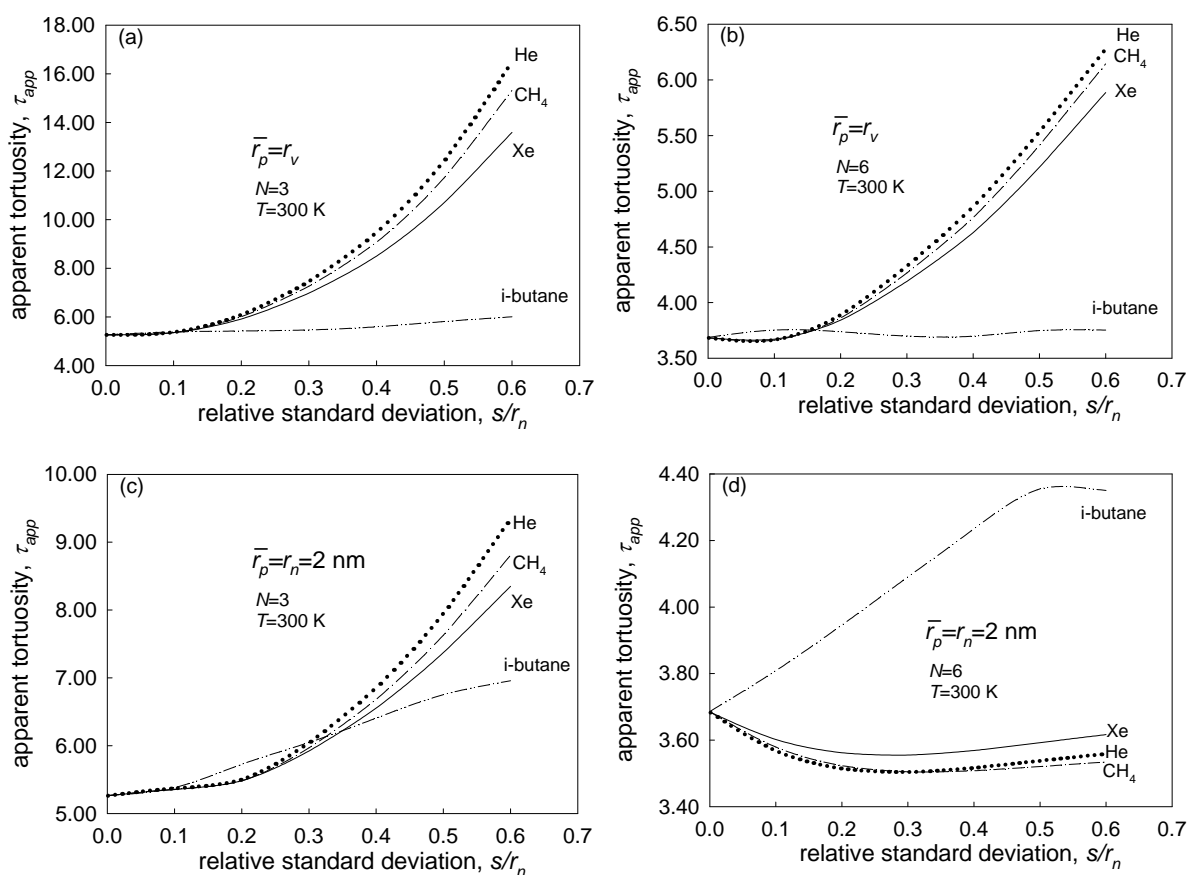 (a)
18.00
16.00
14.00
12.00
10.00
8.00
6.00
4.00
apparent tortuosity, τapp
He
CH4
Xe
i-butane
r̅p=rv
N=3
T=300 K
0.0 0.1 0.2 0.3 0.4 0.5 0.6 0.7
relative standard deviation, s/rn
(b)
6.50
6.00
5.50
5.00
4.50
4.00
3.50
apparent tortuosity, τapp
He
CH4
Xe
i-butane
r̅p=rv
N=6
T=300 K
0.0 0.1 0.2 0.3 0.4 0.5 0.6 0.7
relative standard deviation, s/rn
(c)
10.00
9.00
8.00
7.00
6.00
5.00
apparent tortuosity, τapp
He
CH4
Xe
i-butane
r̅p=rn=2 nm
N=3
T=300 K
0.0 0.1 0.2 0.3 0.4 0.5 0.6 0.7
relative standard deviation, s/rn
(d)
4.40
4.20
4.00
3.80
3.60
3.40
apparent tortuosity, τapp
i-butane
r̅p=rn=2 nm
N=6
T=300 K
Xe
He
CH4
0.0 0.1 0.2 0.3 0.4 0.5 0.6 0.7
relative standard deviation, s/rn